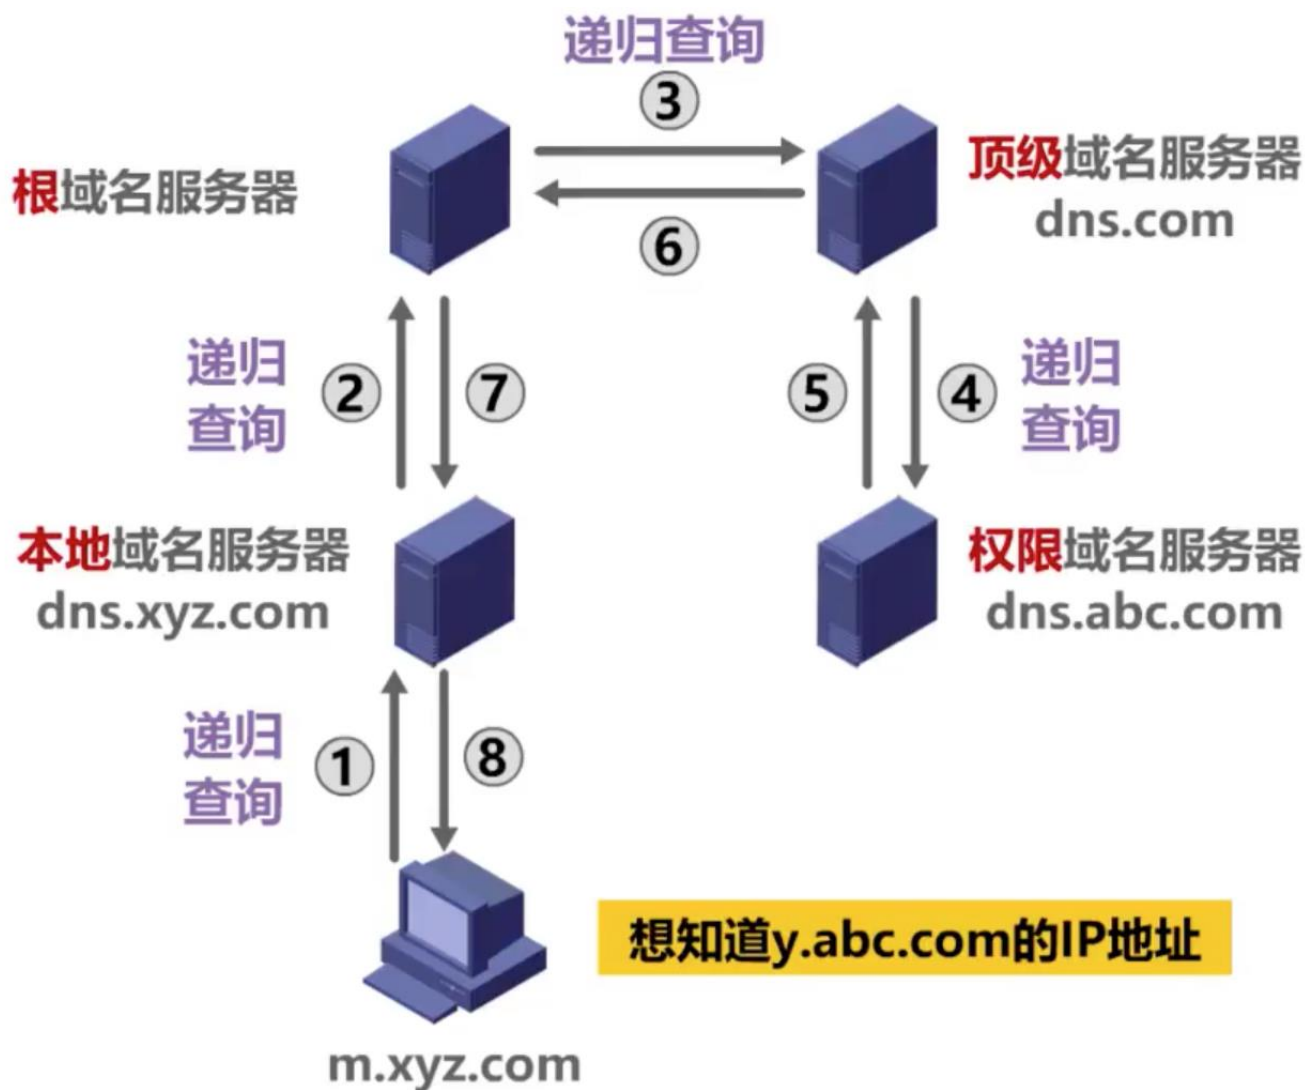 递归查询
③
根域名服务器
顶级域名服务器
dns.com
⑥
递归
查询
②
⑦
⑤
④
递归
查询
本地域名服务器
dns.xyz.com
权限域名服务器
dns.abc.com
递归
查询
①
⑧
想知道y.abc.com的IP地址
m.xyz.com